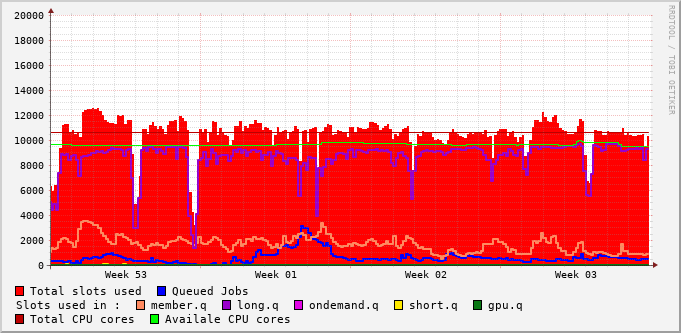 RRDTOOL / TOBI OETIKER
20000
18000
16000
14000
12000
10000
8000
6000
4000
2000
0
Week 53 Week 01 Week 02 Week 03
Total slots used Queued Jobs
Slots used in : member.q long.q ondemand.q short.q gpu.q
Total CPU cores Availale CPU cores